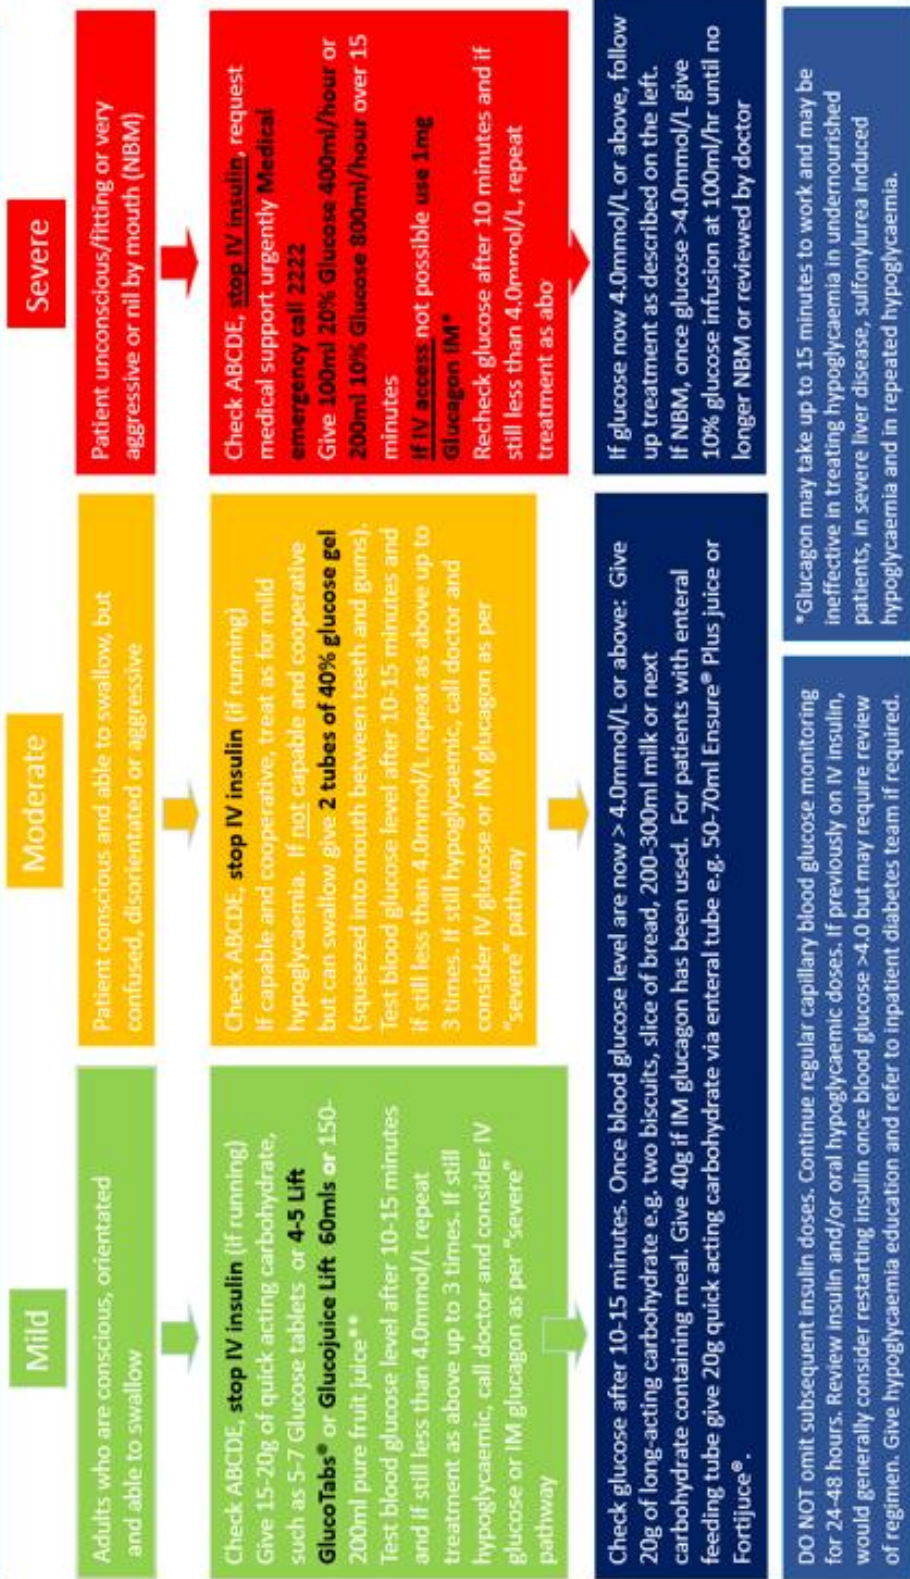 Mild
Adults who are conscious, orientated
and able to swallow
Check ABCDE, stop IV insulin (if running)
Give 15-20g of quick acting carbohydrate,
such as 5-7 Glucose tablets or 4-5 Lift
GlucoTabs® or Glucojuice Lift 60mls or 150-
200ml pure fruit juice**
Test blood glucose level after 10-15 minutes
and if still less than 4.0mmol/L repeat
treatment as above up to 3 times. If still
hypoglycaemic, call doctor and consider IV
glucose or IM glucagon as per "severe"
pathway
Moderate
Patient conscious and able to swallow, but
confused, disorientated or aggressive
Check ABCDE, stop IV insulin (if running)
If capable and cooperative, treat as for mild
hypoglycaemia. If not capable and cooperative
but can swallow give 2 tubes of 40% glucose gel
(squeezed into mouth between teeth and gums).
Test blood glucose level after 10-15 minutes and
if still less than 4.0mmol/L repeat as above up to
3 times. If still hypoglycaemic, call doctor and
consider IV glucose or IM glucagon as per
"severe" pathway
Severe
Patient unconscious/fitting or very
aggressive or nil by mouth (NBM)
Check ABCDE, stop IV insulin, request
medical support urgently Medical
emergency call 2222
Give 100ml 20% Glucose 400ml/hour or
200ml 10% Glucose 800ml/hour over 15
minutes
If IV access not possible use 1mg
Glucagon IM*
Recheck glucose after 10 minutes and if
still less than 4.0mmol/L, repeat
treatment as abo
Check glucose after 10-15 minutes. Once blood glucose level are now > 4.0mmol/L or above: Give
20g of long-acting carbohydrate e.g. two biscuits, slice of bread, 200-300ml milk or next
carbohydrate containing meal. Give 40g if IM glucagon has been used. For patients with enteral
feeding tube give 20g quick acting carbohydrate via enteral tube e.g. 50-70ml Ensure® Plus juice or
Fortijuce®.
If glucose now 4.0mmol/L or above, follow
up treatment as described on the left.
If NBM, once glucose >4.0mmol/L give
10% glucose infusion at 100ml/hr until no
longer NBM or reviewed by doctor
DO NOT omit subsequent insulin doses. Continue regular capillary blood glucose monitoring
for 24-48 hours. Review insulin and/or oral hypoglycaemic doses. If previously on IV insulin,
would generally consider restarting insulin once blood glucose >4.0 but may require review
of regimen. Give hypoglycaemia education and refer to inpatient diabetes team if required.
*Glucagon may take up to 15 minutes to work and may be
ineffective in treating hypoglycaemia in undernourished
patients, in severe liver disease, sulfonylurea induced
hypoglycaemia and in repeated hypoglycaemia.